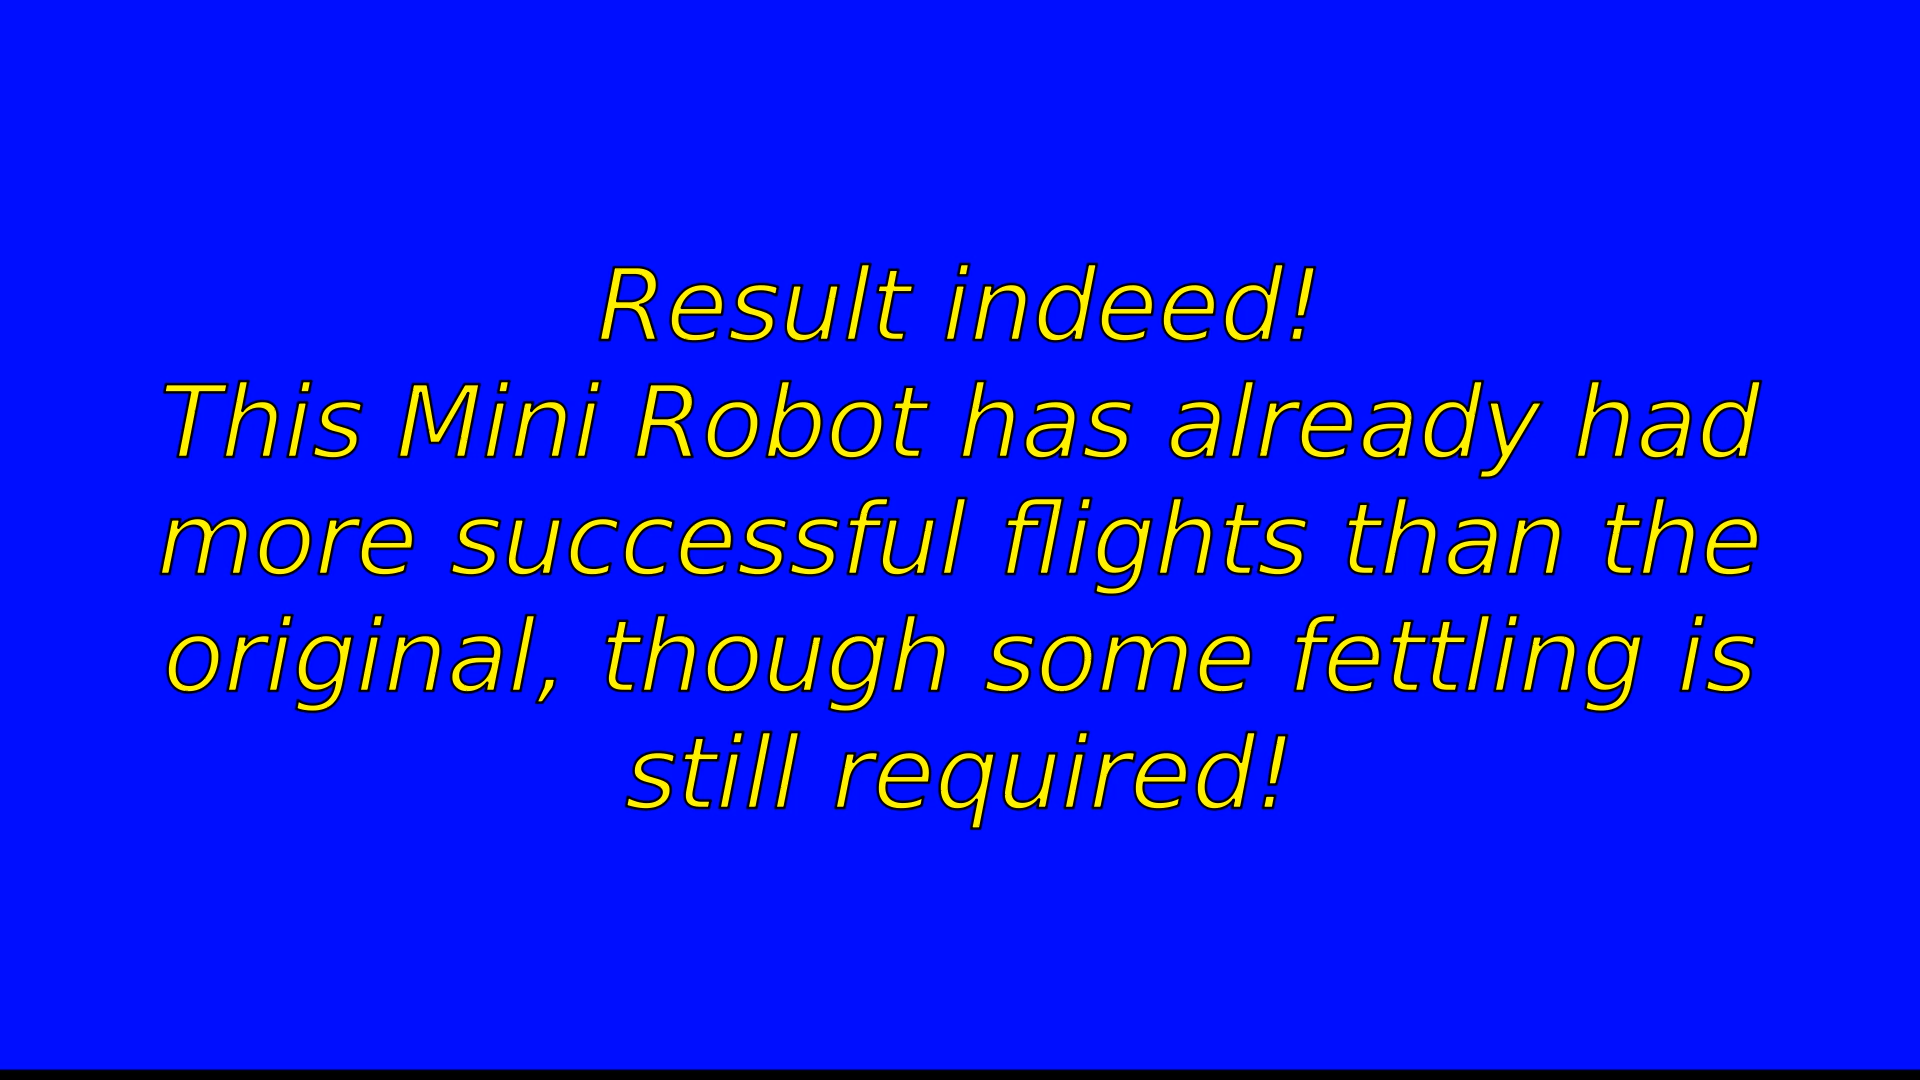 Result indeed!
This Mini Robot has already had
more successful flights than the
original, though some fettling is
still required!